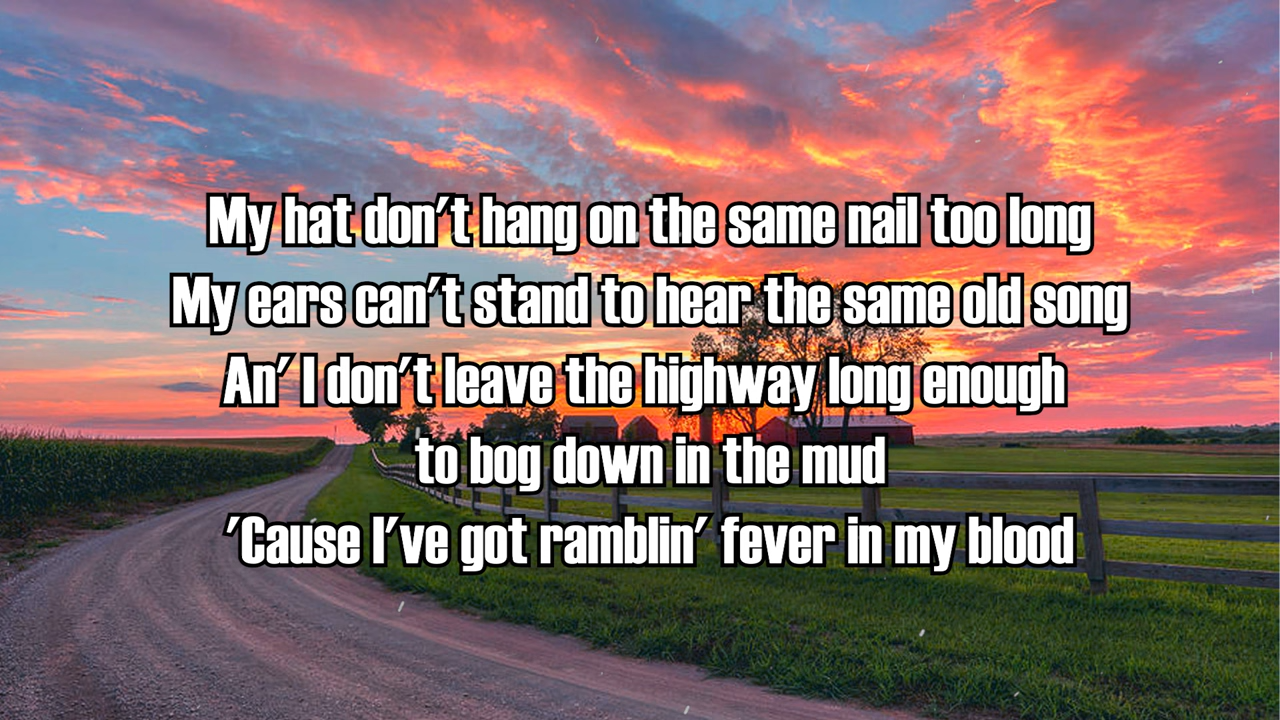 My hat don't hang on the same nail too long
My ears can't stand to hear the same old song
An' I don't leave the highway long enough
to bog down in the mud
'Cause I've got ramblin' fever in my blood